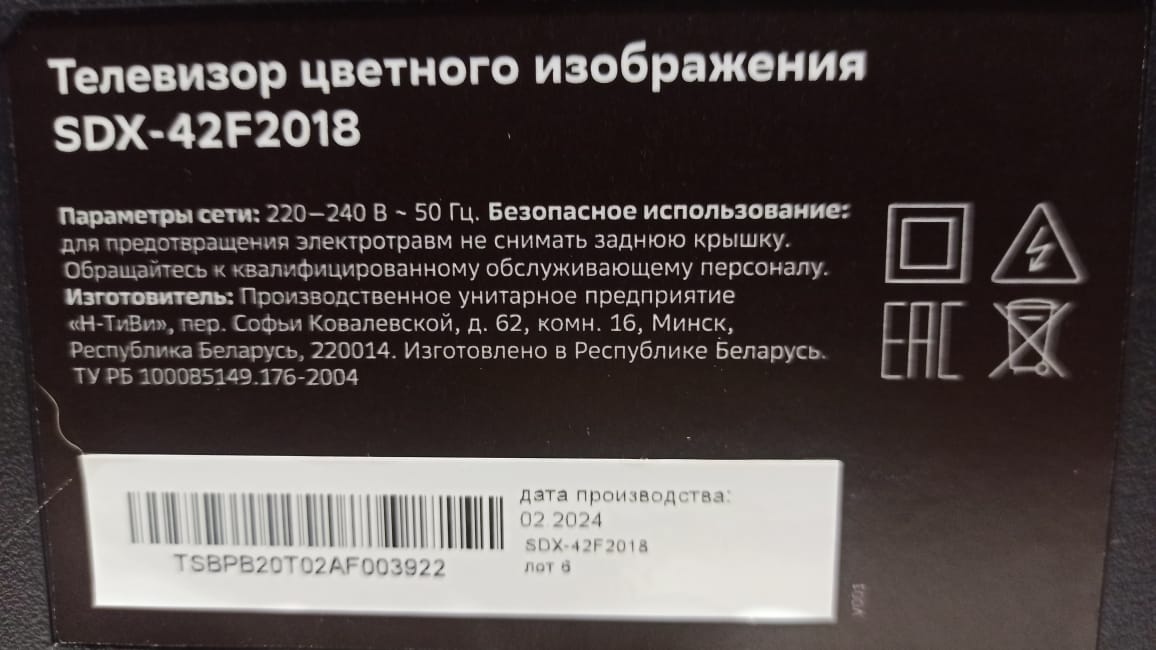 Телевизор цветного изображения
SDX-42F2018
Параметры сети: 220–240 В ~ 50 Гц. Безопасное использование:
для предотвращения электротравм не снимать заднюю крышку.
Обращайтесь к квалифицированному обслуживающему персоналу.
Изготовитель: Производственное унитарное предприятие
«Н-ТиВи», пер. Софьи Ковалевской, д. 62, комн. 16, Минск,
Республика Беларусь, 220014. Изготовлено в Республике Беларусь.
ТУ РБ 100085149.176-2004
EAC
дата производства:
02.2024
SDX-42F2018
лот 6
TSBPB20T02AF003922
V001